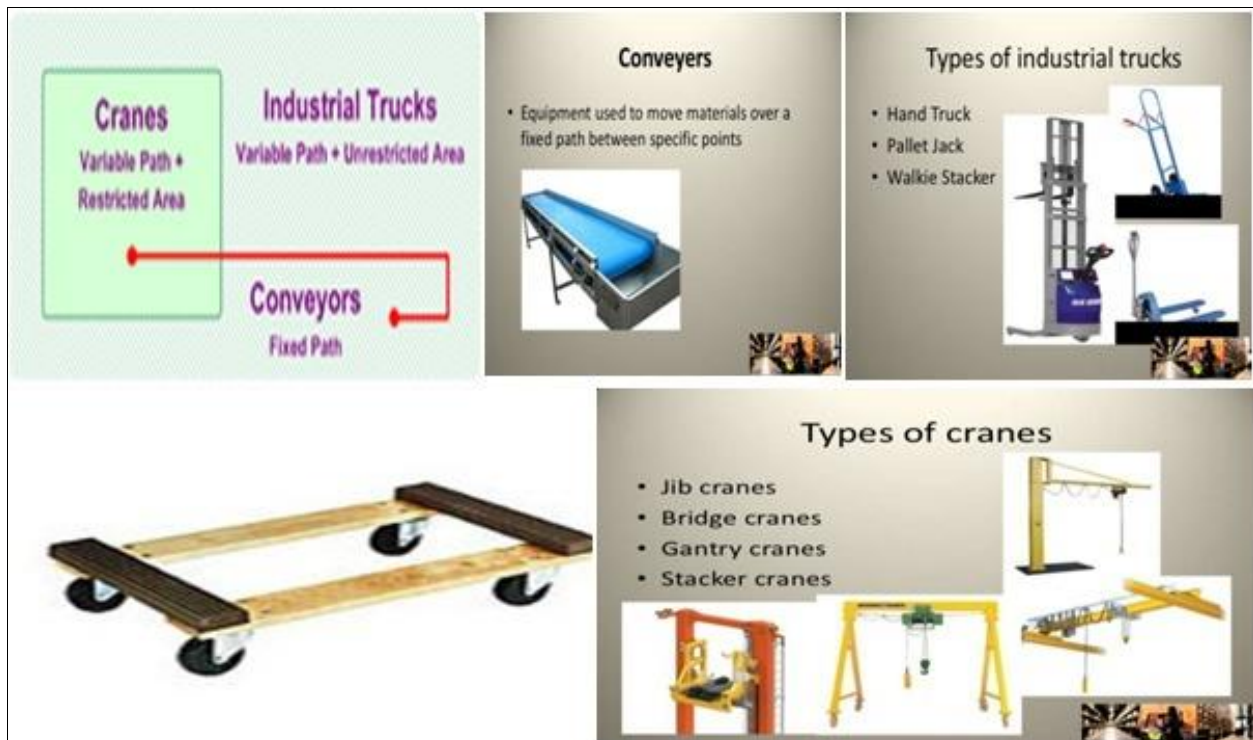 Cranes
Variable Path +
Restricted Area
Industrial Trucks
Variable Path + Unrestricted Area
Conveyors
Fixed Path
Conveyers
• Equipment used to move materials over a
fixed path between specific points
Types of industrial trucks
• Hand Truck
• Pallet Jack
• Walkie Stacker
Types of cranes
• Jib cranes
• Bridge cranes
• Gantry cranes
• Stacker cranes